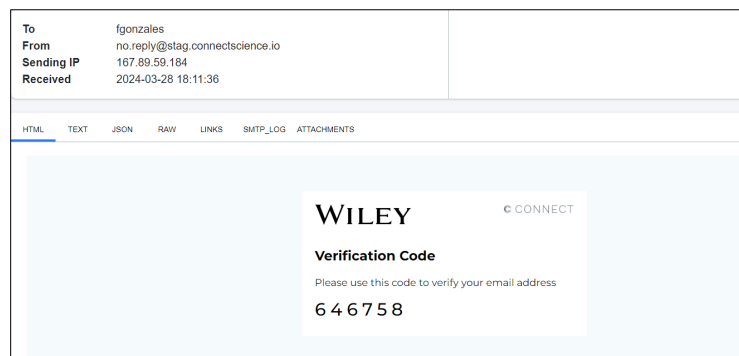 To fgonzales
From no.reply@stag.connectscience.io
Sending IP 167.89.59.184
Received 2024-03-28 18:11:36
HTML TEXT JSON RAW LINKS SMTP_LOG ATTACHMENTS
WILEY CONNECT
Verification Code
Please use this code to verify your email address
646758